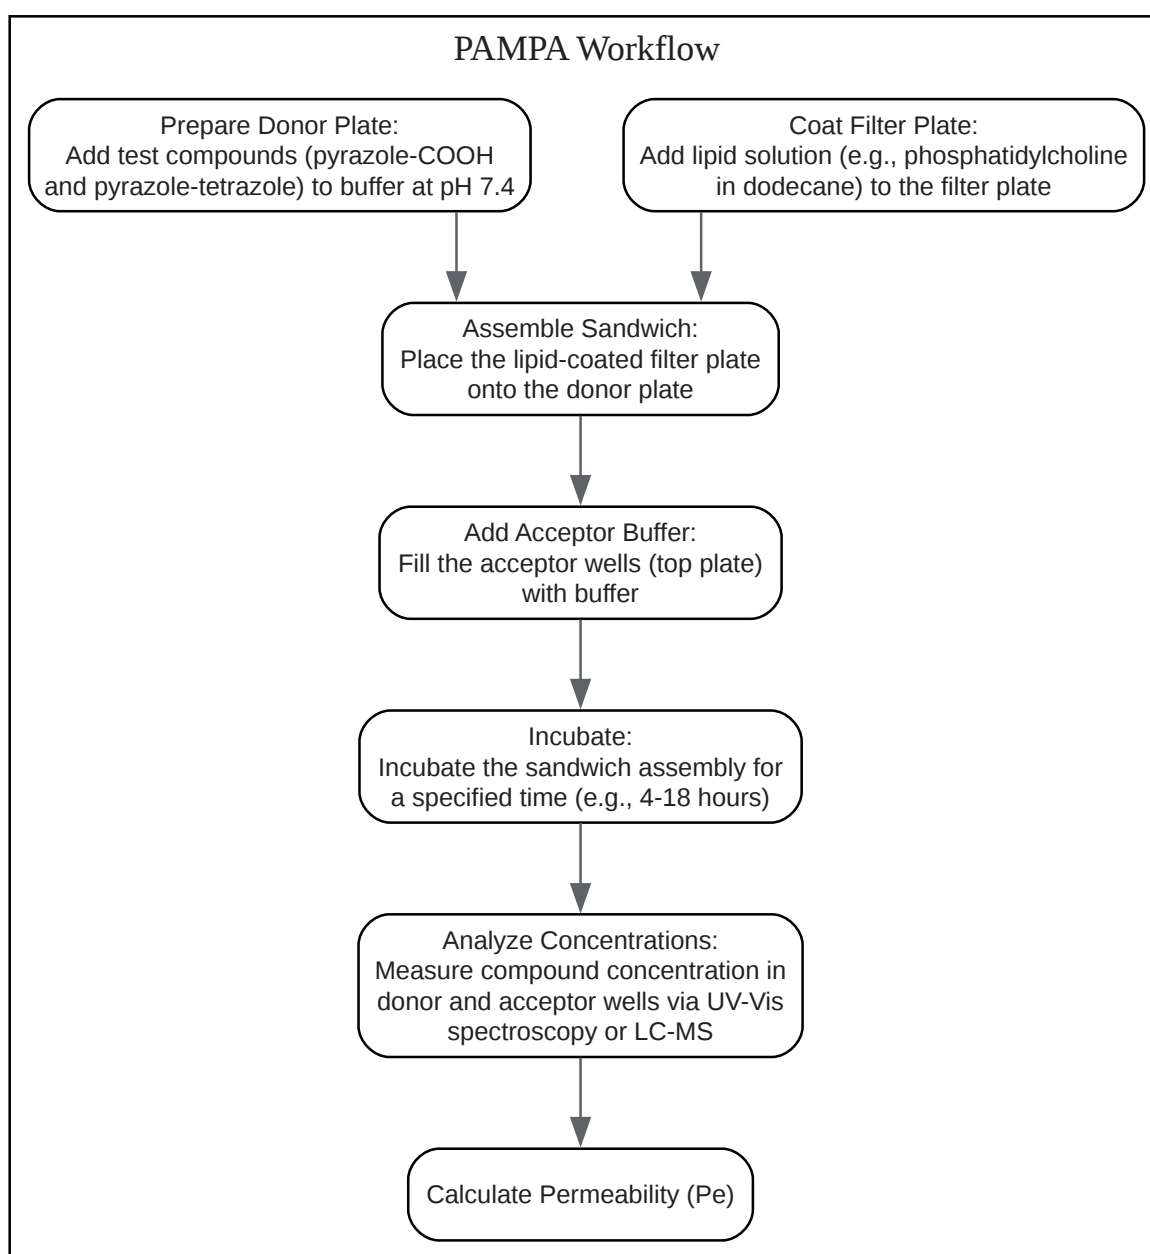 PAMPA Workflow
Prepare Donor Plate:
Add test compounds (pyrazole-COOH
and pyrazole-tetrazole) to buffer at pH 7.4
Coat Filter Plate:
Add lipid solution (e.g., phosphatidylcholine
in dodecane) to the filter plate
Assemble Sandwich:
Place the lipid-coated filter plate
onto the donor plate
Add Acceptor Buffer:
Fill the acceptor wells (top plate)
with buffer
Incubate:
Incubate the sandwich assembly for
a specified time (e.g., 4-18 hours)
Analyze Concentrations:
Measure compound concentration in
donor and acceptor wells via UV-Vis
spectroscopy or LC-MS
Calculate Permeability (Pe)